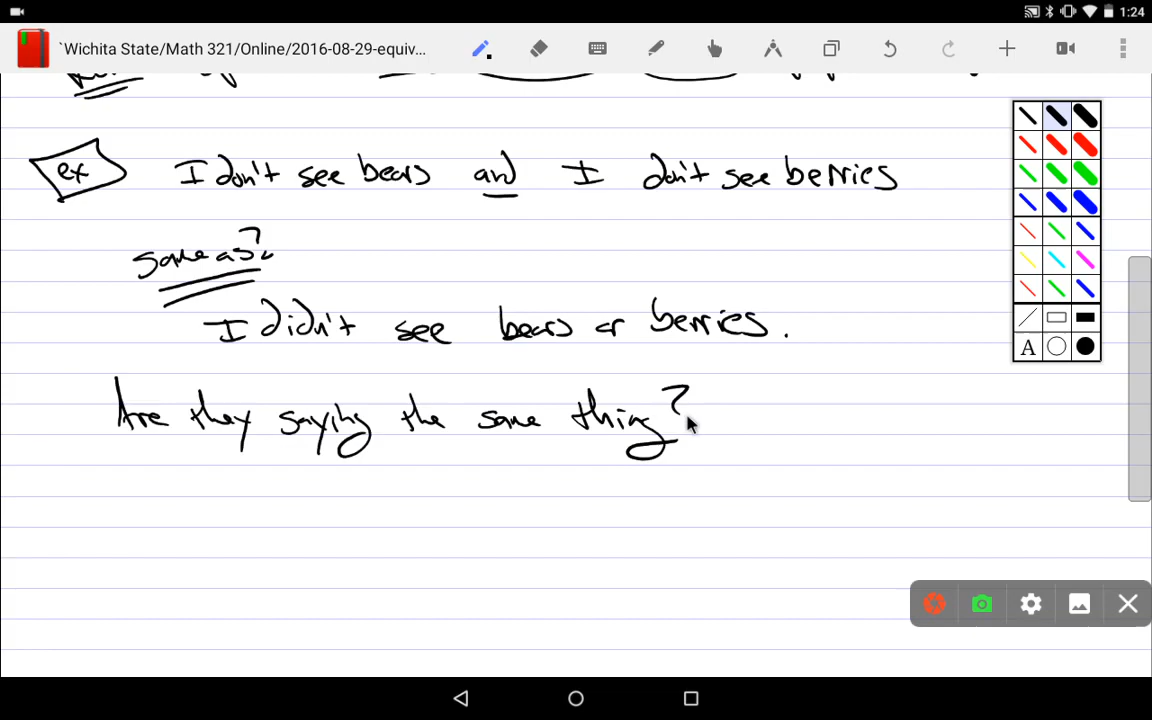 1:24
`Wichita State/Math 321/Online/2016-08-29-equiv...
ex I don't see bears and I don't see berries
same as?
I didn't see bears or berries.
Are they saying the same thing?
A